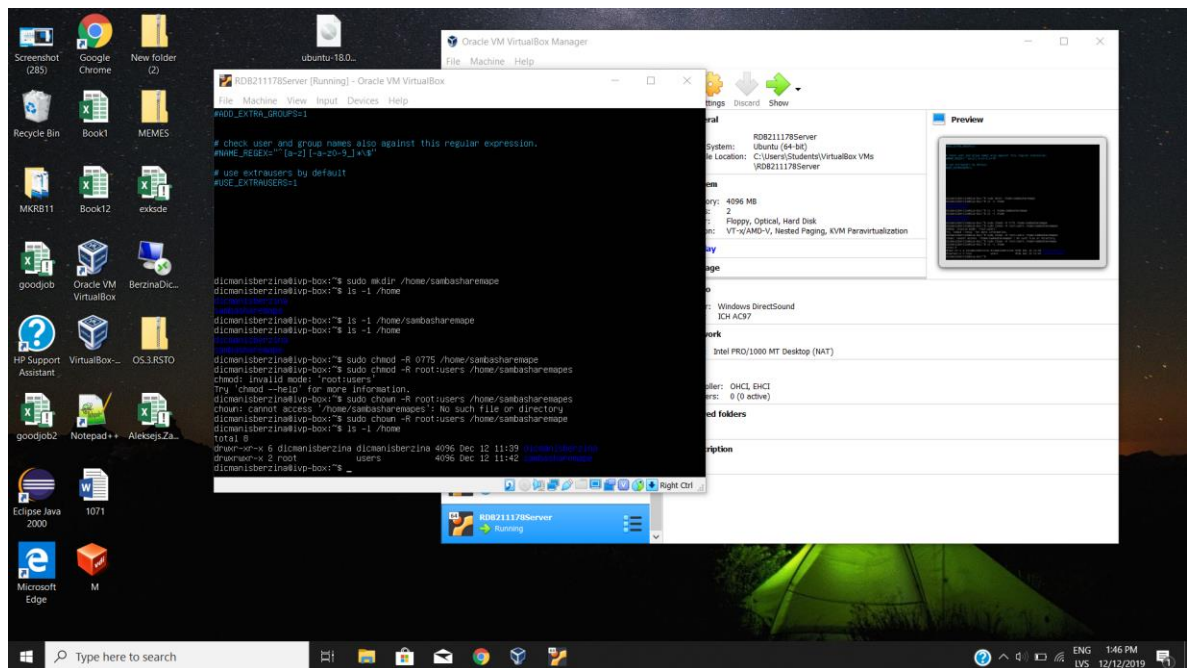 Screenshot (285)
Google Chrome
New folder (2)
ubuntu-18.0...
Recycle Bin
Book1
MEMES
MKRB11
Book12
exksde
goodjob
Oracle VM VirtualBox
BerzinaDic...
HP Support Assistant
VirtualBox-...
OS.3.RSTO
goodjob2
Notepad++
Aleksejs.Za...
Eclipse Java 2000
1071
Microsoft Edge
M
RDB211178Server [Running] - Oracle VM VirtualBox
File Machine View Input Devices Help
#ADD_EXTRA_GROUPS=1
# check user and group names also against this regular expression.
#NAME_REGEX="^[a-z][-a-z0-9_]*\$"
# use extrausers by default
#USE_EXTRAUSERS=1
dicmanisberzina@ivp-box:~$ sudo mkdir /home/sambasharemape
dicmanisberzina@ivp-box:~$ ls -l /home
dicmanisberzina
sambasharemape
dicmanisberzina@ivp-box:~$ ls -l /home/sambasharemape
dicmanisberzina@ivp-box:~$ ls -l /home
dicmanisberzina
sambasharemape
dicmanisberzina@ivp-box:~$ sudo chmod -R 0775 /home/sambasharemape
dicmanisberzina@ivp-box:~$ sudo chmod -R root:users /home/sambasharemapes
chmod: invalid mode: 'root:users'
Try 'chmod --help' for more information.
dicmanisberzina@ivp-box:~$ sudo chown -R root:users /home/sambasharemapes
chown: cannot access '/home/sambasharemapes': No such file or directory
dicmanisberzina@ivp-box:~$ sudo chown -R root:users /home/sambasharemape
dicmanisberzina@ivp-box:~$ ls -l /home
total 8
drwxr-xr-x 6 dicmanisberzina dicmanisberzina 4096 Dec 12 11:39 dicmanisberzina
drwxrwxr-x 2 root users 4096 Dec 12 11:42 sambasharemape
dicmanisberzina@ivp-box:~$ _
Right Ctrl
Oracle VM VirtualBox Manager
File Machine Help
ttings Discard Show
eral
RDB211178Server
System: Ubuntu (64-bit)
le Location: C:\Users\Students\VirtualBox VMs
\RDB211178Server
em
ory: 4096 MB
s: 2
r: Floppy, Optical, Hard Disk
on: VT-x/AMD-V, Nested Paging, KVM Paravirtualization
ay
age
o
r: Windows DirectSound
ICH AC97
work
Intel PRO/1000 MT Desktop (NAT)
oller: OHCI, EHCI
ers: 0 (0 active)
ed folders
ription
Preview
64
RDB211178Server
Running
Type here to search
ENG 1:46 PM
LVS 12/12/2019